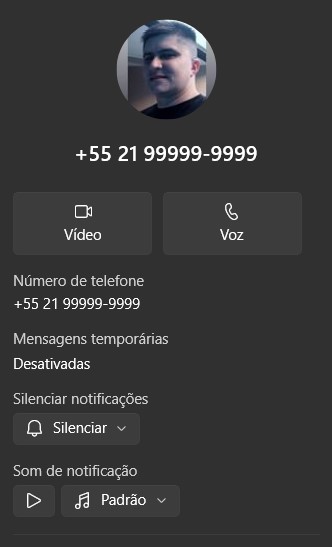 +55 21 99999-9999
Vídeo
Voz
Número de telefone
+55 21 99999-9999
Mensagens temporárias
Desativadas
Silenciar notificações
Silenciar
Som de notificação
Padrão